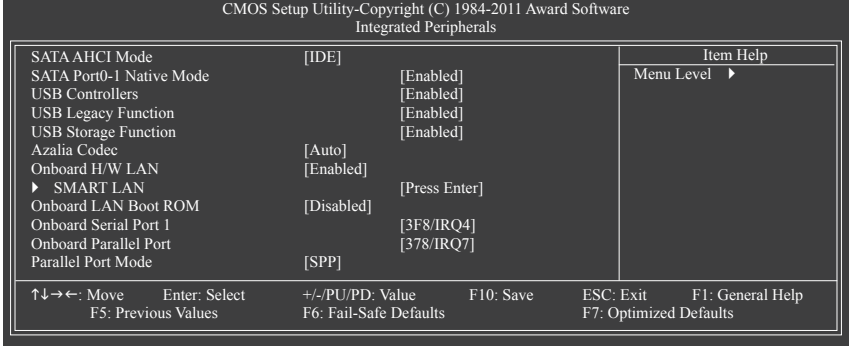 CMOS Setup Utility-Copyright (C) 1984-2011 Award Software
Integrated Peripherals
SATA AHCI Mode [IDE] Item Help
SATA Port0-1 Native Mode [Enabled] Menu Level ▶
USB Controllers [Enabled]
USB Legacy Function [Enabled]
USB Storage Function [Enabled]
Azalia Codec [Auto]
Onboard H/W LAN [Enabled]
▶ SMART LAN [Press Enter]
Onboard LAN Boot ROM [Disabled]
Onboard Serial Port 1 [3F8/IRQ4]
Onboard Parallel Port [378/IRQ7]
Parallel Port Mode [SPP]
↑↓→←: Move Enter: Select +/-/PU/PD: Value F10: Save ESC: Exit F1: General Help
F5: Previous Values F6: Fail-Safe Defaults F7: Optimized Defaults